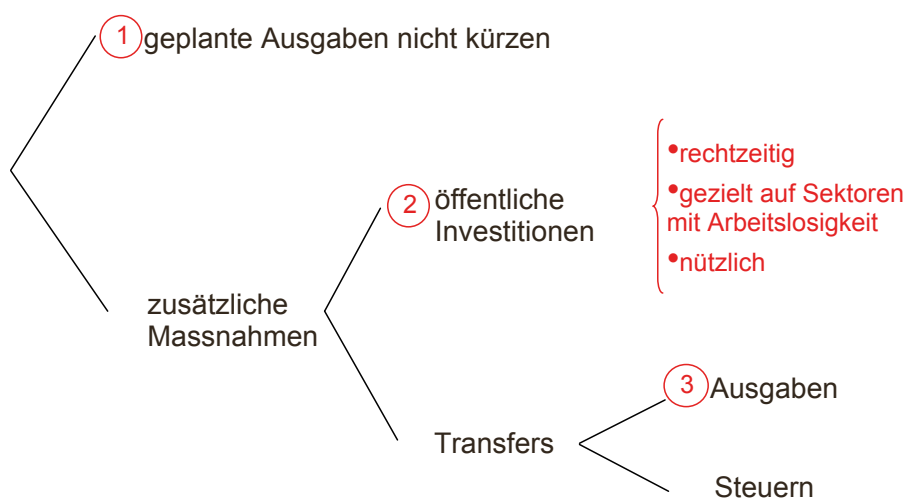 1 geplante Ausgaben nicht kürzen
•rechtzeitig
2 öffentliche
Investitionen
•gezielt auf Sektoren
mit Arbeitslosigkeit
•nützlich
zusätzliche
Massnahmen
3 Ausgaben
Transfers
Steuern